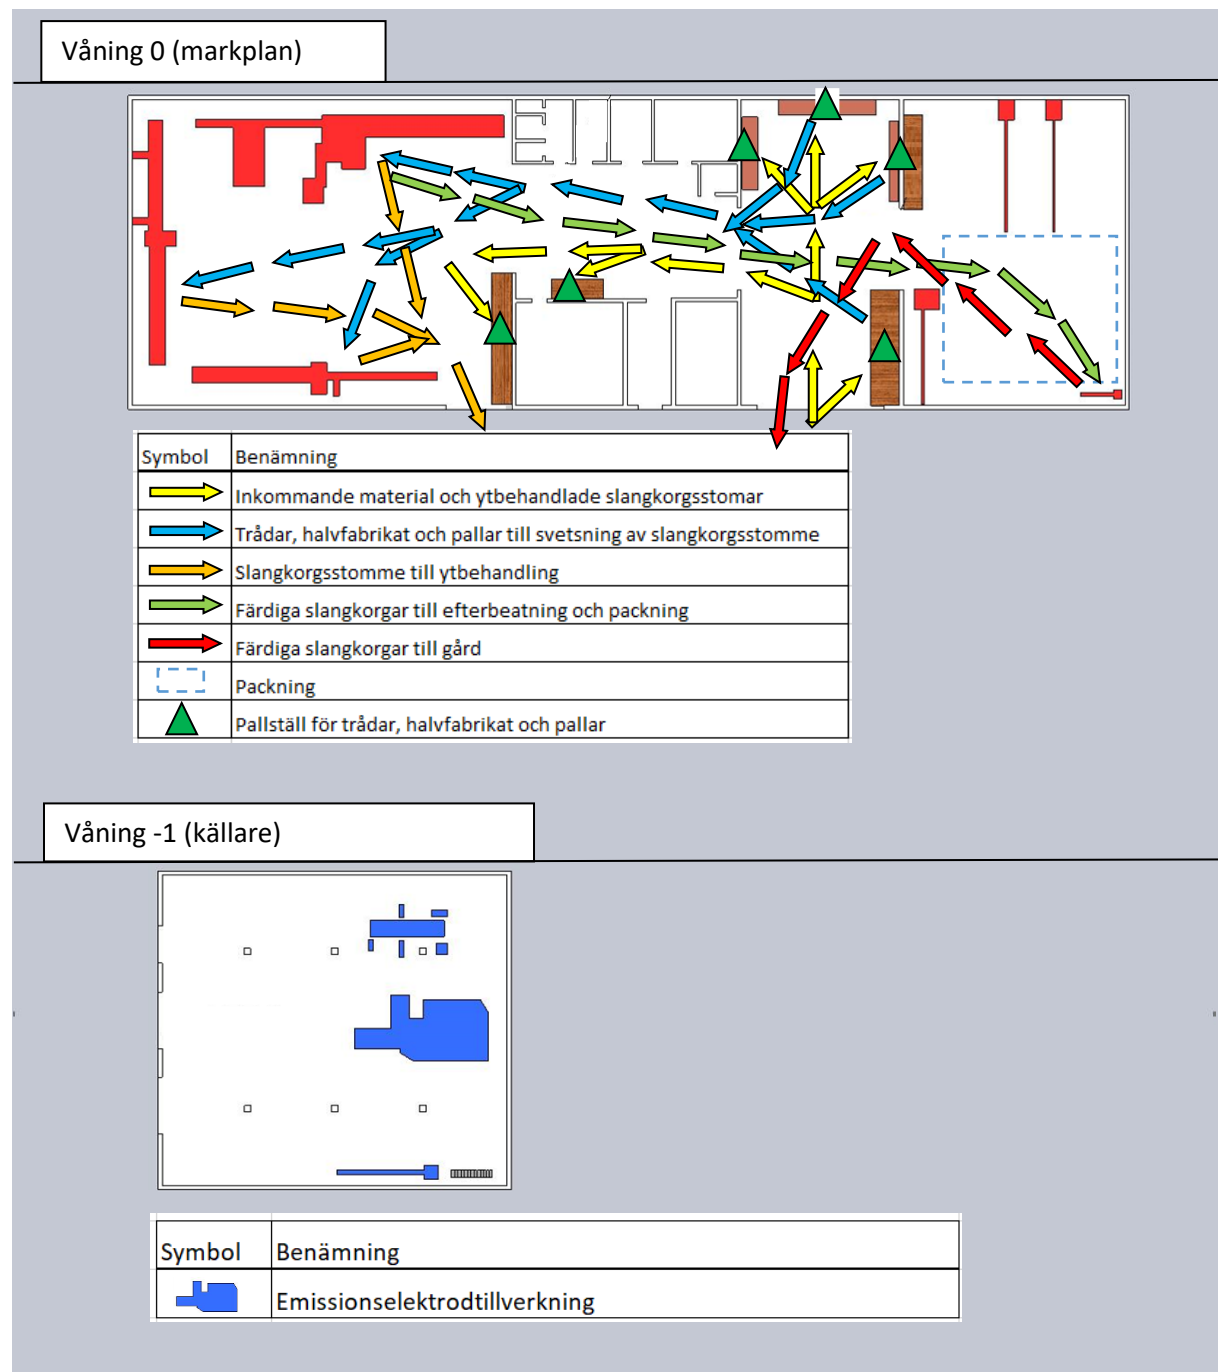 Våning 0 (markplan)
Symbol Benämning
Inkommande material och ytbehandlade slangkorgsstomar
Trådar, halvfabrikat och pallar till svetsning av slangkorgsstomme
Slangkorgsstomme till ytbehandling
Färdiga slangkorgar till efterbeatning och packning
Färdiga slangkorgar till gård
Packning
Pallställ för trådar, halvfabrikat och pallar
Våning -1 (källare)
Symbol Benämning
Emissionselektrodtillverkning